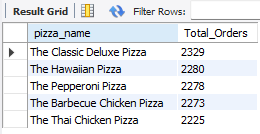 Result Grid Filter Rows:
pizza_name Total_Orders
The Classic Deluxe Pizza 2329
The Hawaiian Pizza 2280
The Pepperoni Pizza 2278
The Barbecue Chicken Pizza 2273
The Thai Chicken Pizza 2225